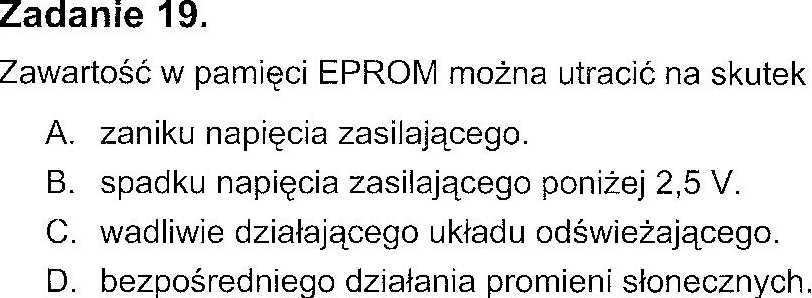 Zadanie 19.
Zawartość w pamięci EPROM można utracić na skutek
A. zaniku napięcia zasilającego.
B. spadku napięcia zasilającego poniżej 2,5 V.
C. wadliwie działającego układu odświeżającego.
D. bezpośredniego działania promieni słonecznych.